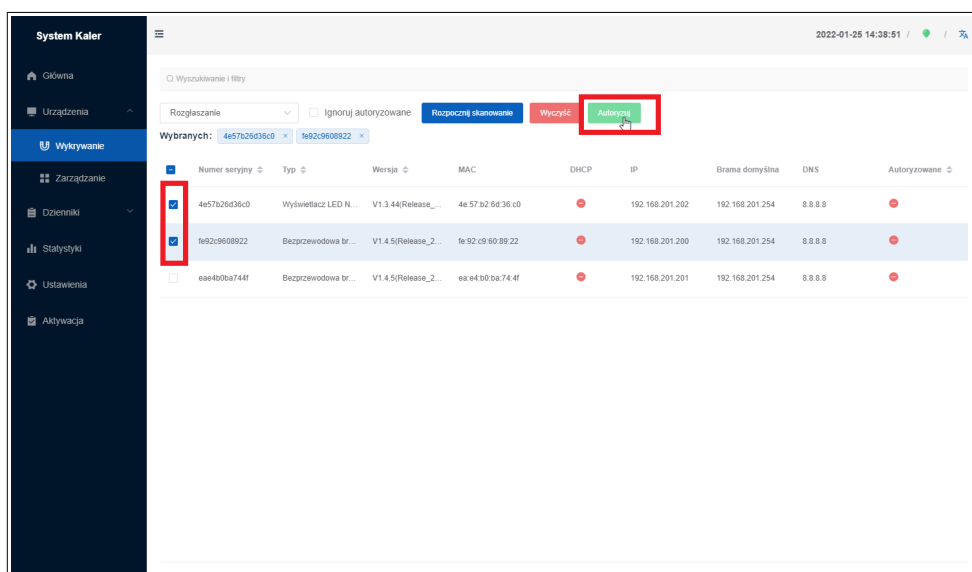 System Kaler
2022-01-25 14:38:51 /
/
Główna
Urządzenia
Wykrywanie
Zarządzanie
Dzienniki
Statystyki
Ustawienia
Aktywacja
Wyszukiwanie i filtry
Rozgłaszanie Ignoruj autoryzowane Rozpocznij skanowanie Wyczyść Autoryzuj
Wybranych: 4e57b26d36c0 × fe92c9608922 ×
Numer seryjny Typ Wersja MAC DHCP IP Brama domyślna DNS Autoryzowane
4e57b26d36c0 Wyświetlacz LED N... V1.3.44(Release_... 4e:57:b2:6d:36:c0 192.168.201.202 192.168.201.254 8.8.8.8
fe92c9608922 Bezprzewodowa br... V1.4.5(Release_2... fe:92:c9:60:89:22 192.168.201.200 192.168.201.254 8.8.8.8
eae4b0ba744f Bezprzewodowa br... V1.4.5(Release_2... ea:e4:b0:ba:74:4f 192.168.201.201 192.168.201.254 8.8.8.8